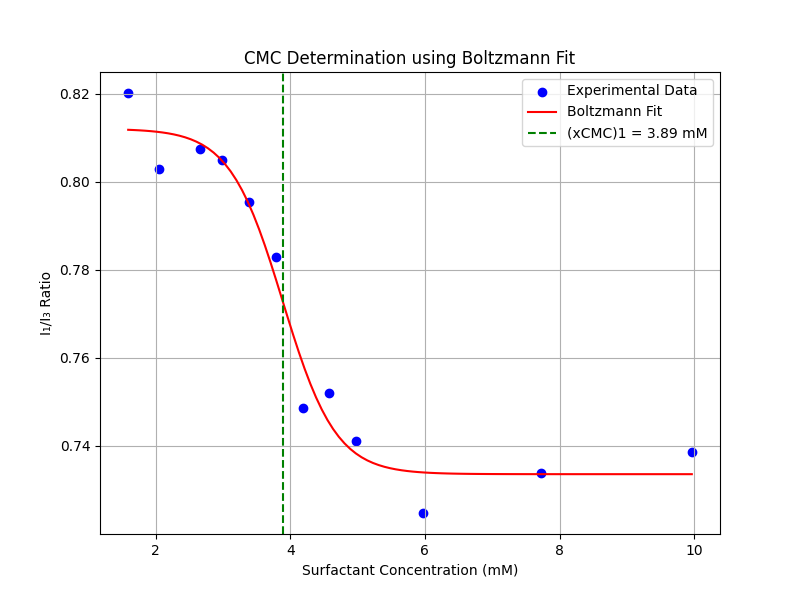 CMC Determination using Boltzmann Fit
Experimental Data
Boltzmann Fit
(xCMC)1 = 3.89 mM
0.82
0.80
0.78
0.76
0.74
I₁/I₃ Ratio
2 4 6 8 10
Surfactant Concentration (mM)